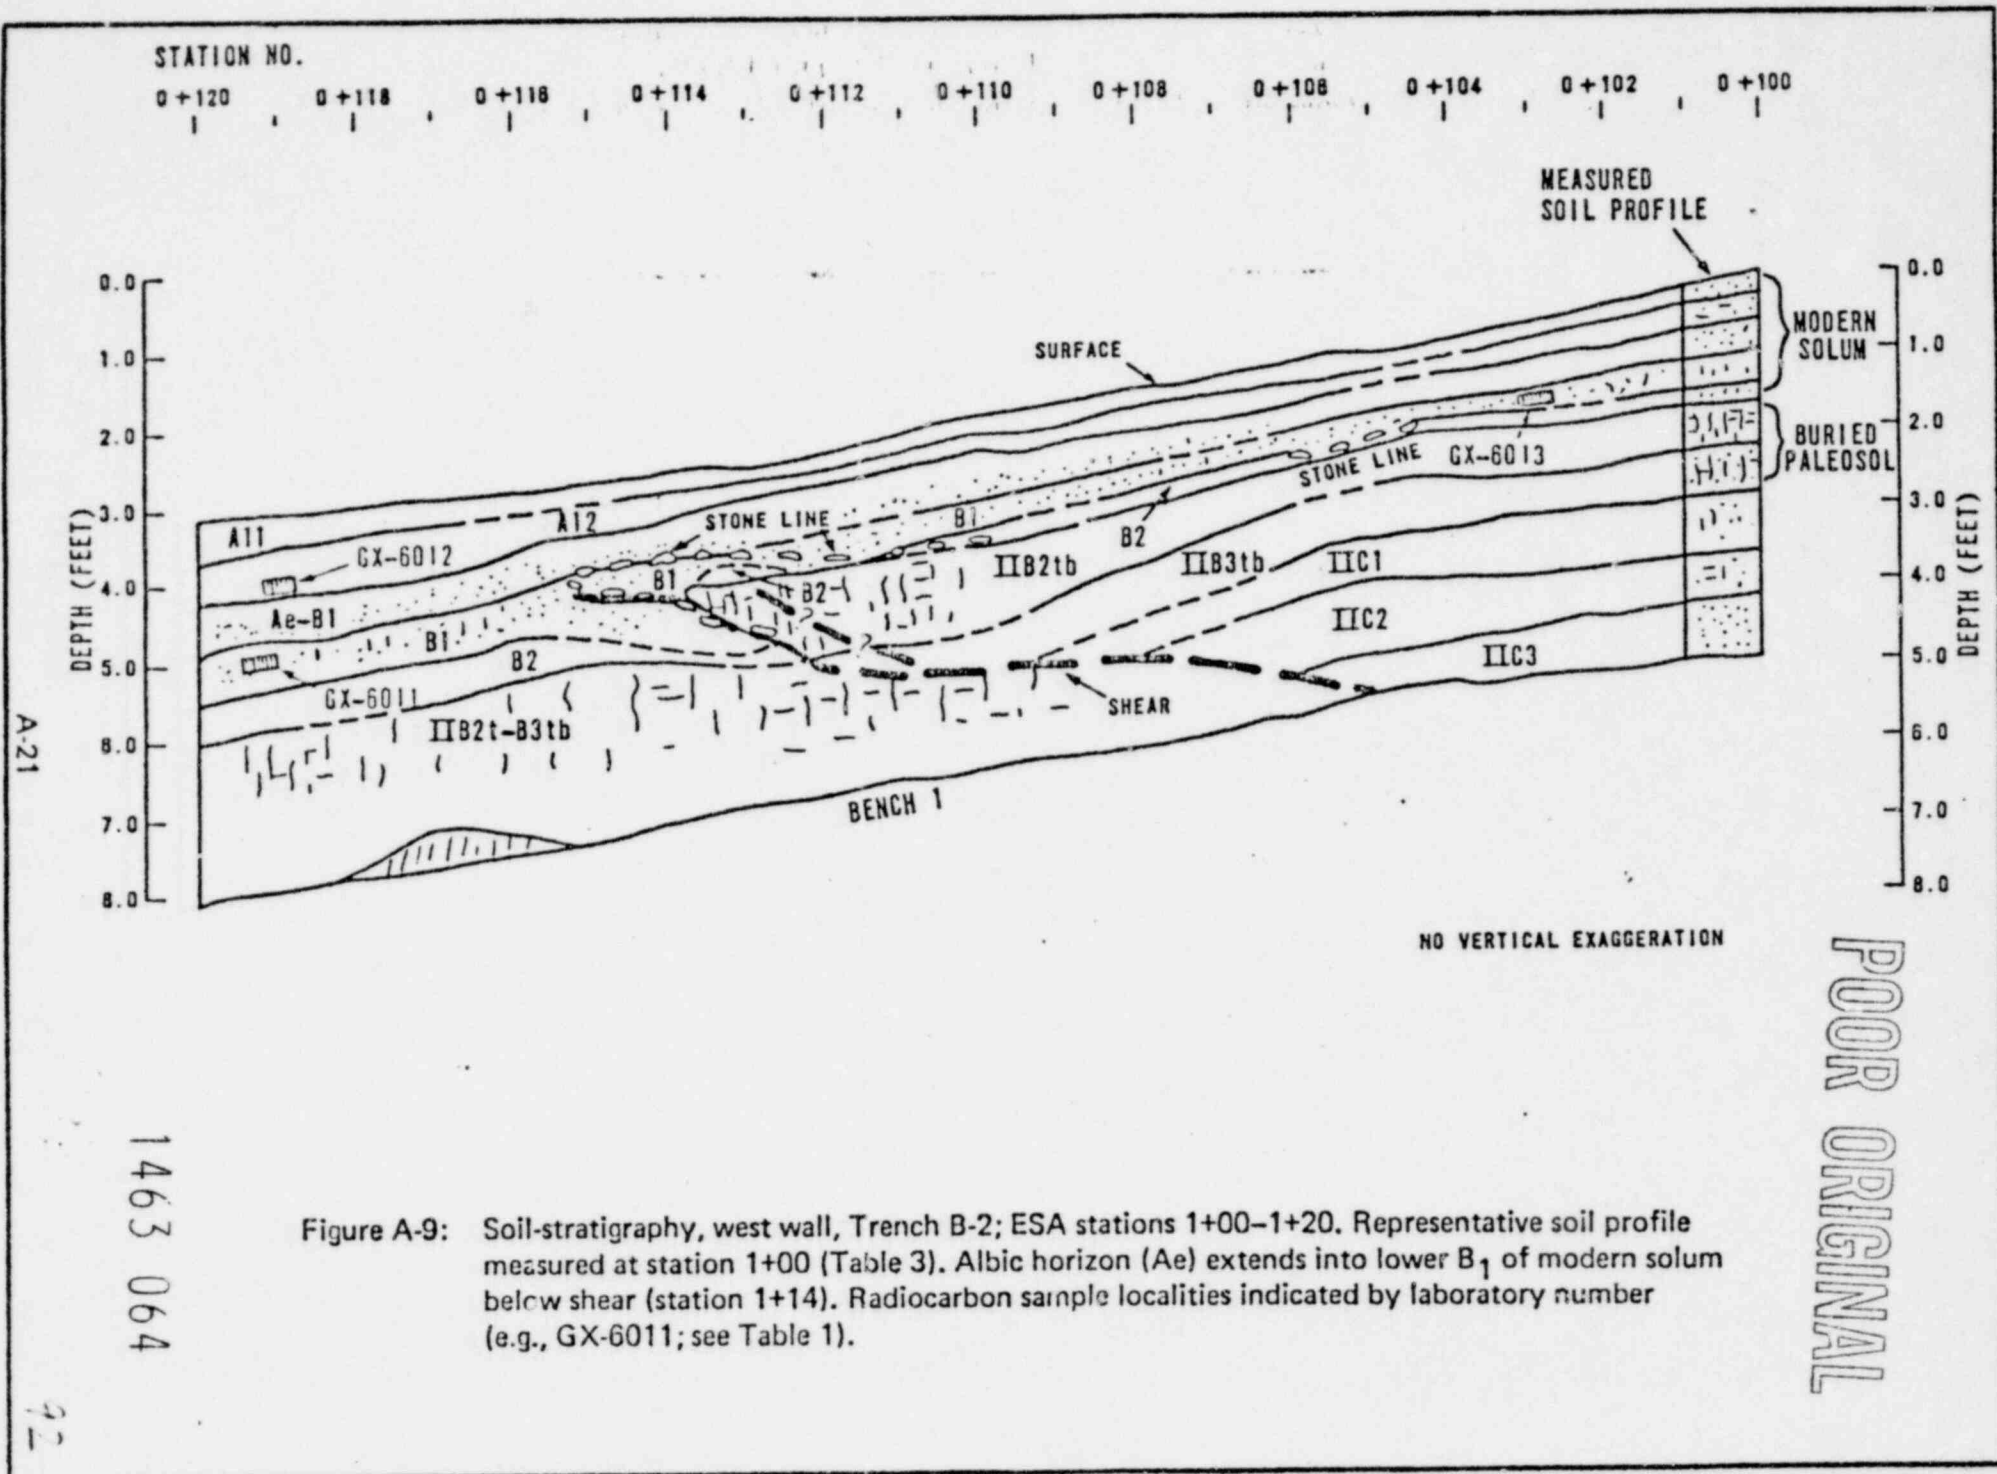 STATION NO.
0+120 0+118 0+116 0+114 0+112 0+110 0+108 0+106 0+104 0+102 0+100
MEASURED
SOIL PROFILE
0.0
1.0
2.0
3.0
4.0
5.0
6.0
7.0
8.0
DEPTH (FEET)
0.0
1.0
2.0
3.0
4.0
5.0
6.0
7.0
8.0
DEPTH (FEET)
MODERN
SOLUM
BURIED
PALEOSOL
SURFACE
STONE LINE
GX-6013
A11
A12
STONE LINE
B1
B2
GX-6012
B1
B2
IIB2tb
IIB3tb
IIC1
Ae-B1
IIC2
B1
B2
IIC3
GX-6011
SHEAR
IIB2t-B3tb
BENCH 1
NO VERTICAL EXAGGERATION
POOR ORIGINAL
A-21
1463 064
92
Figure A-9: Soil-stratigraphy, west wall, Trench B-2; ESA stations 1+00–1+20. Representative soil profile
measured at station 1+00 (Table 3). Albic horizon (Ae) extends into lower B1 of modern solum
below shear (station 1+14). Radiocarbon sample localities indicated by laboratory number
(e.g., GX-6011; see Table 1).